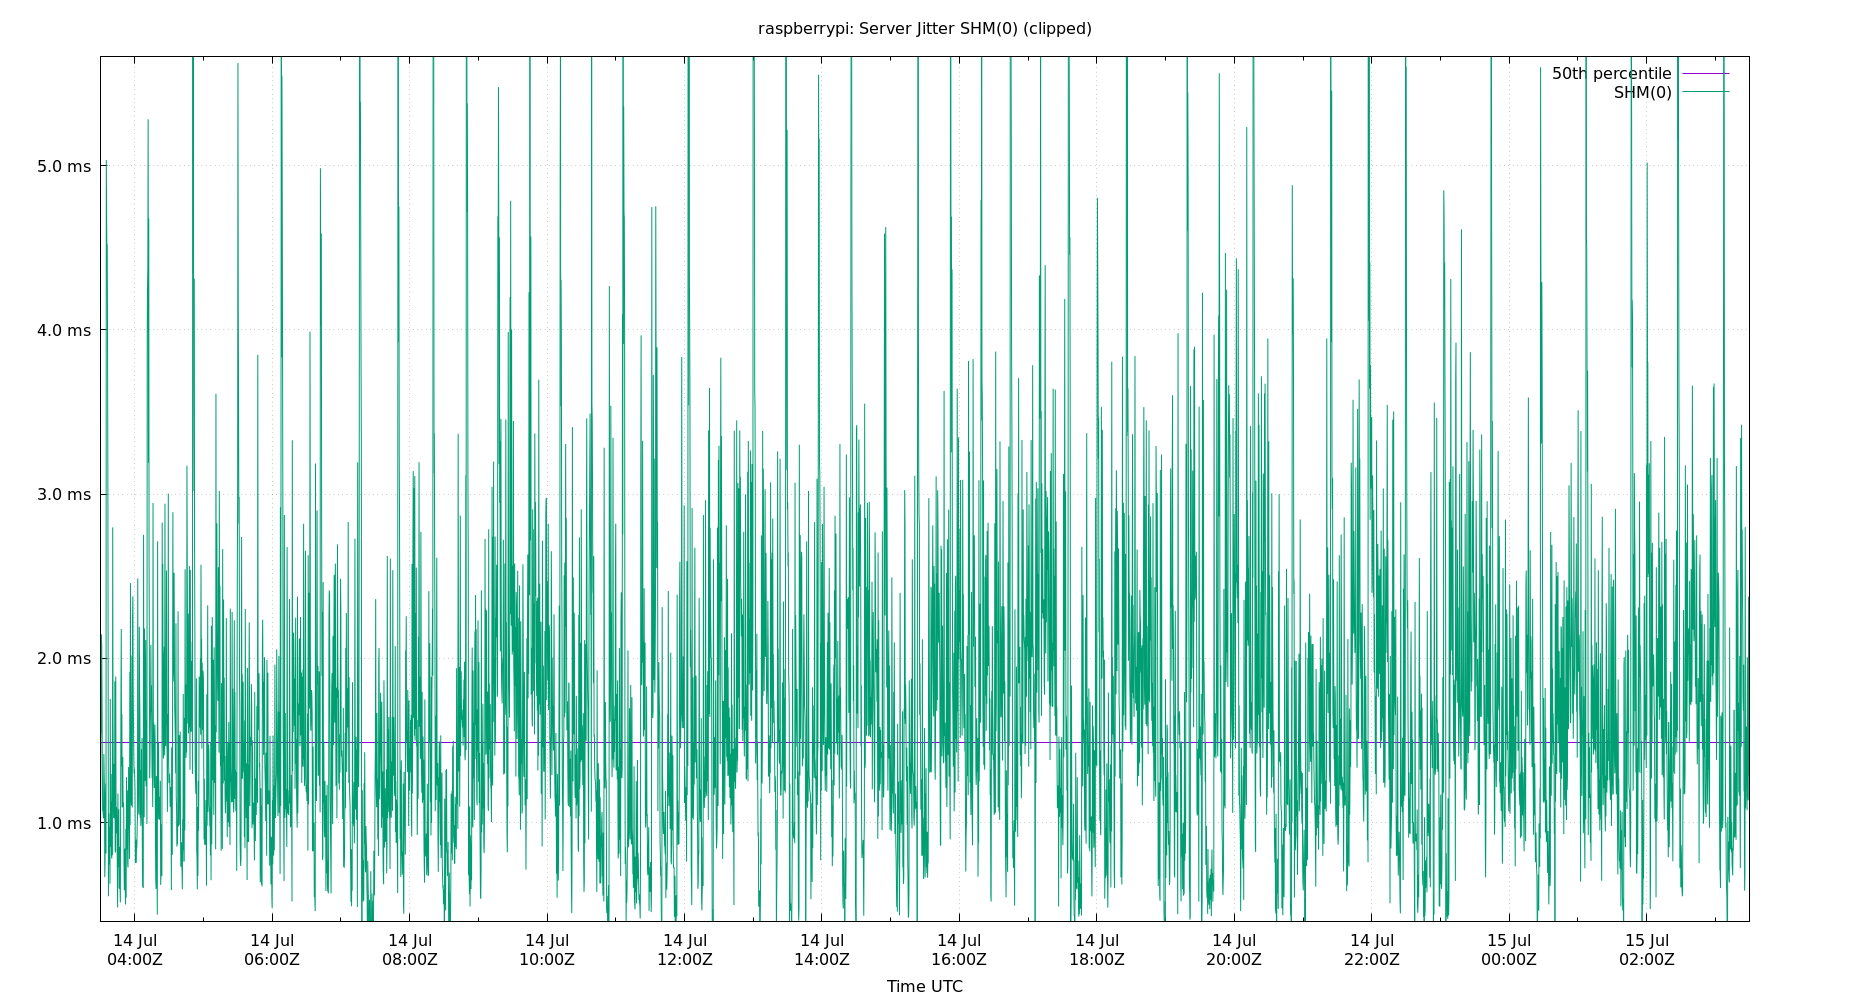 raspberrypi: Server Jitter SHM(0) (clipped)
50th percentile
SHM(0)
5.0 ms
4.0 ms
3.0 ms
2.0 ms
1.0 ms
14 Jul 14 Jul 14 Jul 14 Jul 14 Jul 14 Jul 14 Jul 14 Jul 14 Jul 14 Jul 15 Jul 15 Jul
04:00Z 06:00Z 08:00Z 10:00Z 12:00Z 14:00Z 16:00Z 18:00Z 20:00Z 22:00Z 00:00Z 02:00Z
Time UTC